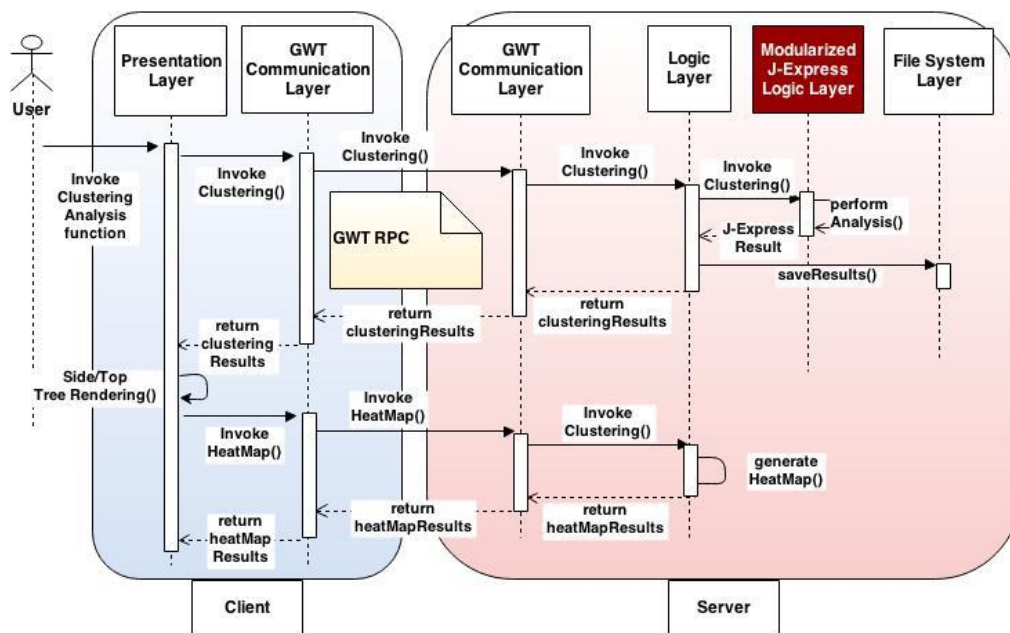 Presentation
Layer
GWT
Communication
Layer
GWT
Communication
Layer
Logic
Layer
Modularized
J-Express
Logic Layer
File System
Layer
User
Invoke
Clustering
Analysis
function
Invoke
Clustering()
Invoke
Clustering()
Invoke
Clustering()
Invoke
Clustering()
perform
Analysis()
GWT RPC
J-Express
Result
saveResults()
return
clusteringResults
return
clusteringResults
return
clustering
Results
Side/Top
Tree Rendering()
Invoke
HeatMap()
Invoke
HeatMap()
Invoke
Clustering()
generate
HeatMap()
return
heatMapResults
return
heatMapResults
return
heatMap
Results
Client
Server